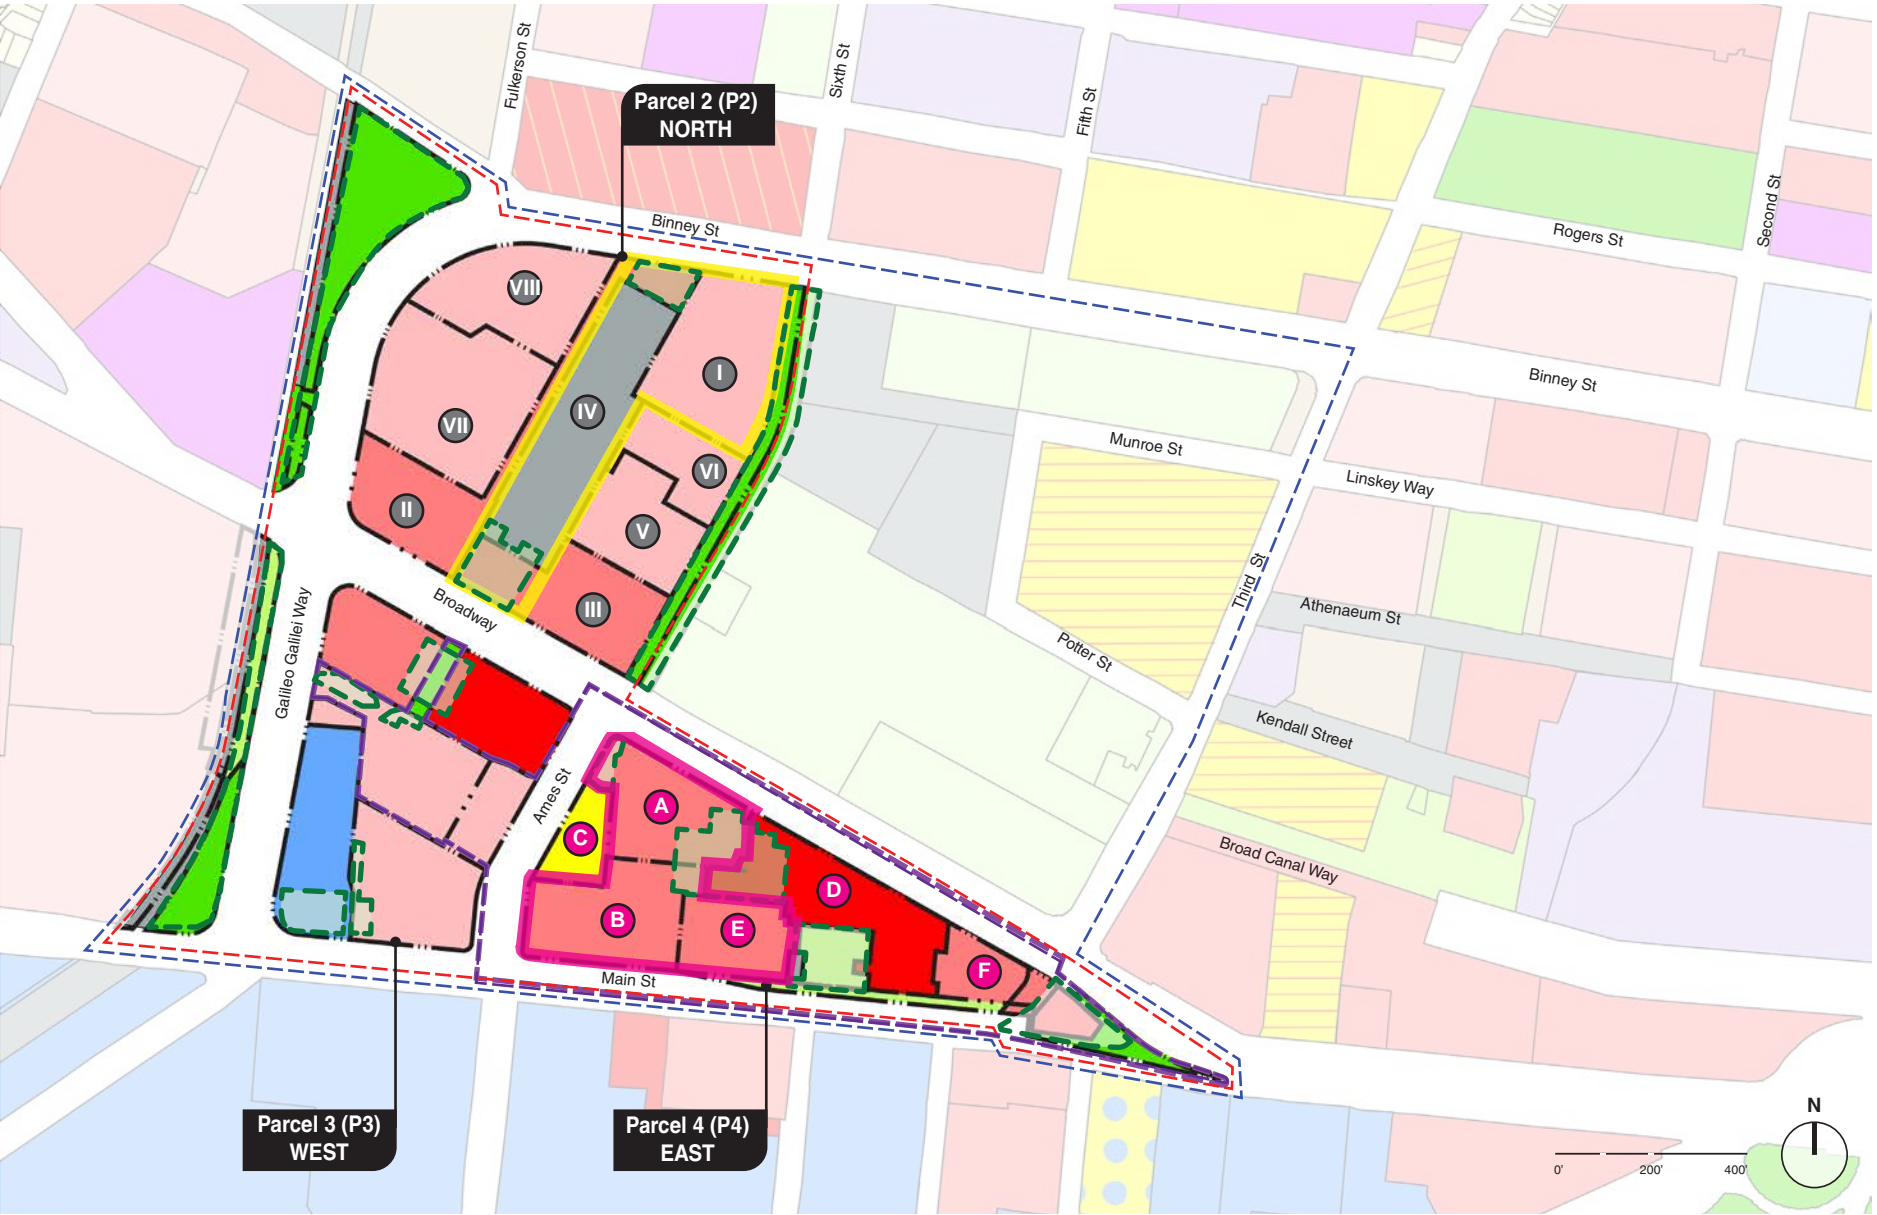 Fulkerson St
Sixth St
Fifth St
Second St
Parcel 2 (P2)
NORTH
Binney St
Rogers St
VIII
I
IV
VII
VI
II
V
III
Binney St
Munroe St
Linskey Way
Third St
Athenaeum St
Potter St
Kendall Street
Broadway
Galileo Galilei Way
Ames St
Broad Canal Way
A
C
D
B
E
F
Main St
Parcel 3 (P3)
WEST
Parcel 4 (P4)
EAST
N
0'
200'
400'